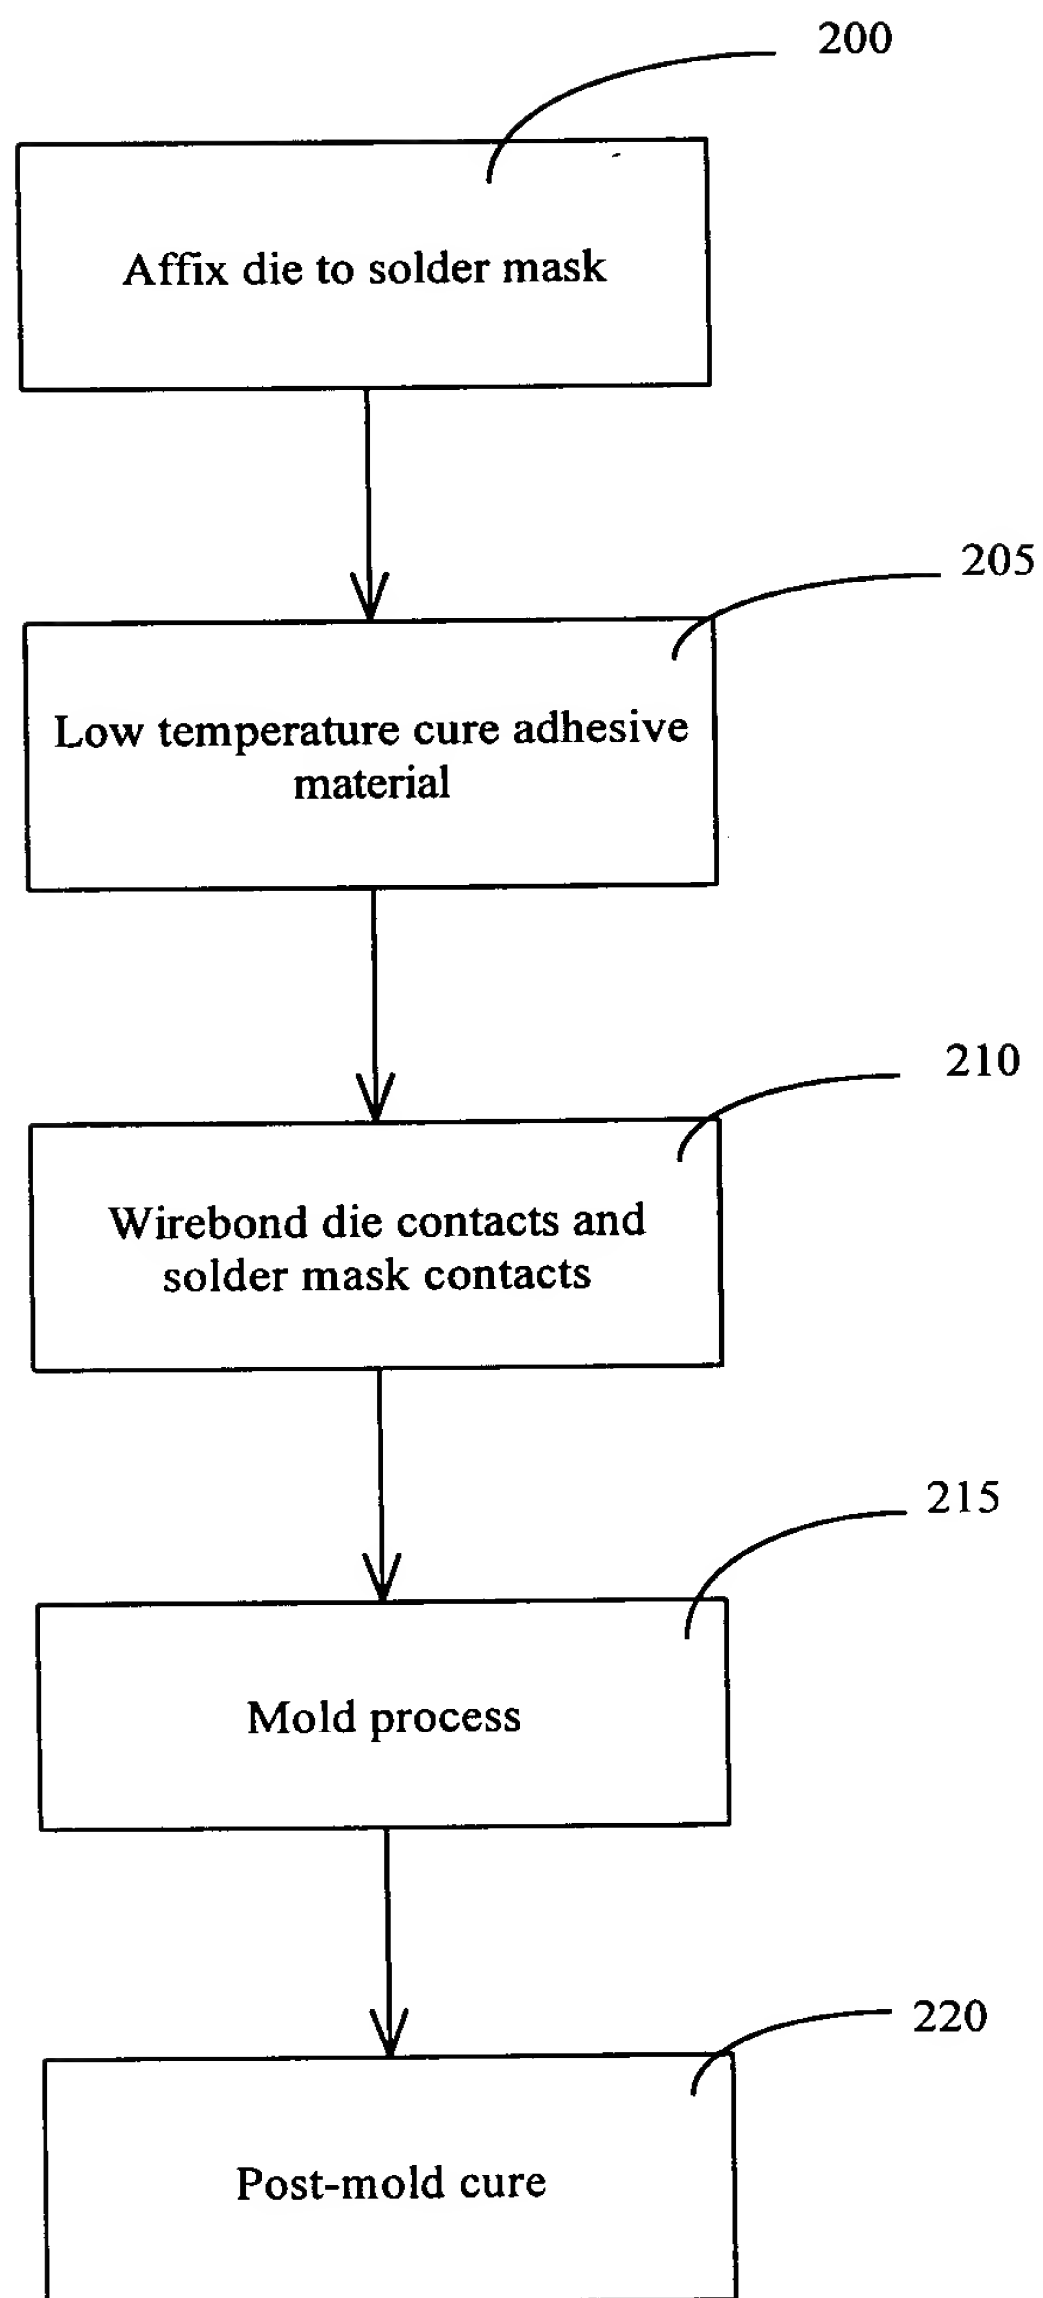 200
Affix die to solder mask
205
Low temperature cure adhesive
material
210
Wirebond die contacts and
solder mask contacts
215
Mold process
220
Post-mold cure